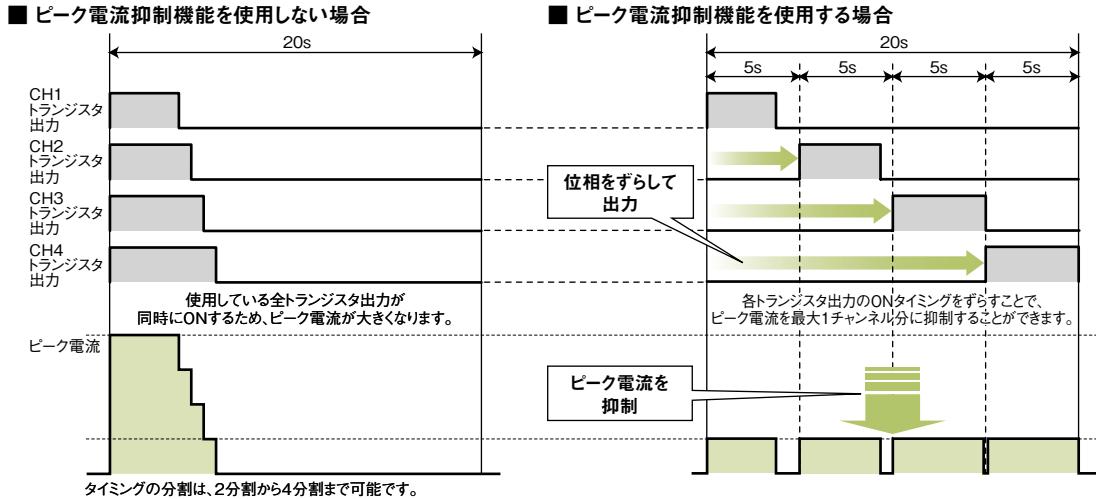 ■ ピーク電流抑制機能を使用しない場合
20s
CH1
トランジスタ
出力
CH2
トランジスタ
出力
CH3
トランジスタ
出力
CH4
トランジスタ
出力
使用している全トランジスタ出力が
同時にONするため、ピーク電流が大きくなります。
ピーク電流
タイミングの分割は、2分割から4分割まで可能です。
■ ピーク電流抑制機能を使用する場合
20s
5s 5s 5s 5s
位相をずらして
出力
各トランジスタ出力のONタイミングをずらすことで、
ピーク電流を最大1チャンネル分に抑制することができます。
ピーク電流を
抑制